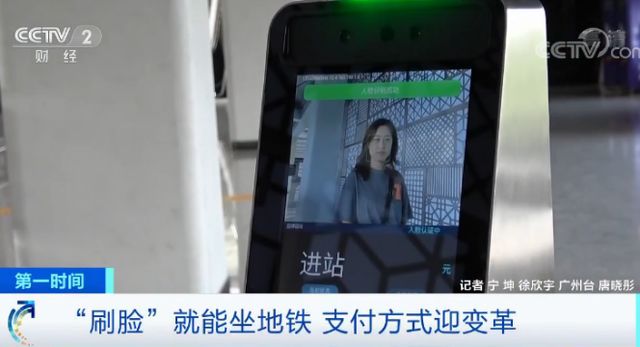 CCTV 2
财经
CCTV.com
人脸识别成功
人脸认证中
进站
元
第一时间
记者 宁 坤 徐欣宇 广州台 唐晓彤
“刷脸”就能坐地铁 支付方式迎变革